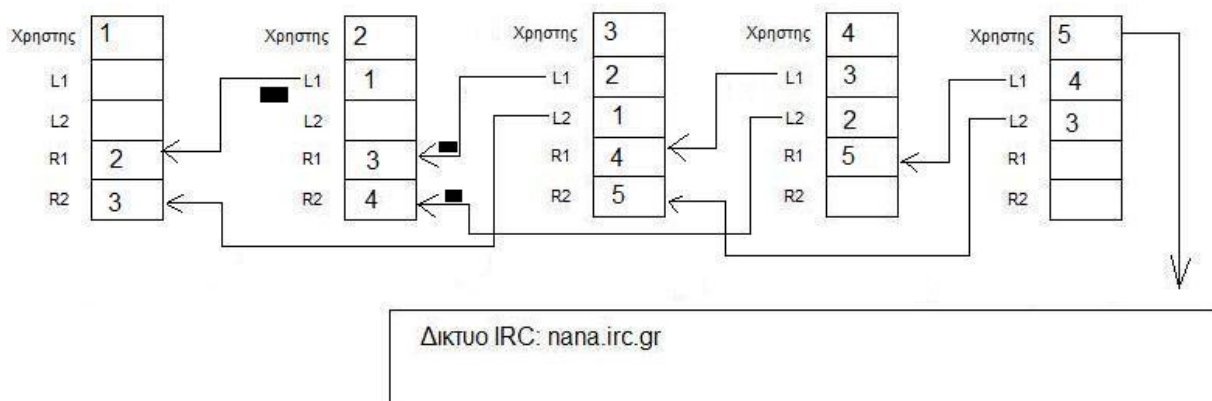 Χρηστης 1 Χρηστης 2 Χρηστης 3 Χρηστης 4 Χρηστης 5
L1 L1 1 L1 2 L1 3 L1 4
L2 L2 L2 1 L2 2 L2 3
R1 2 R1 3 R1 4 R1 5 R1
R2 3 R2 4 R2 5 R2 R2
Δικτυο IRC: nana.irc.gr